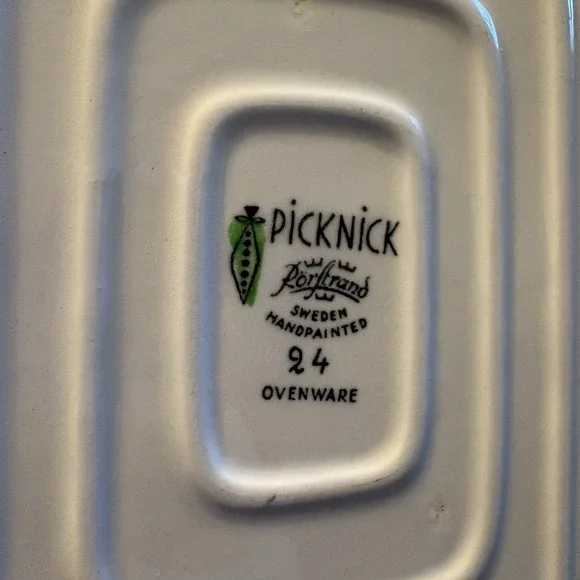 PiCKNiCK
Rörstrand
SWEDEN
HANDPAINTED
24
OVENWARE